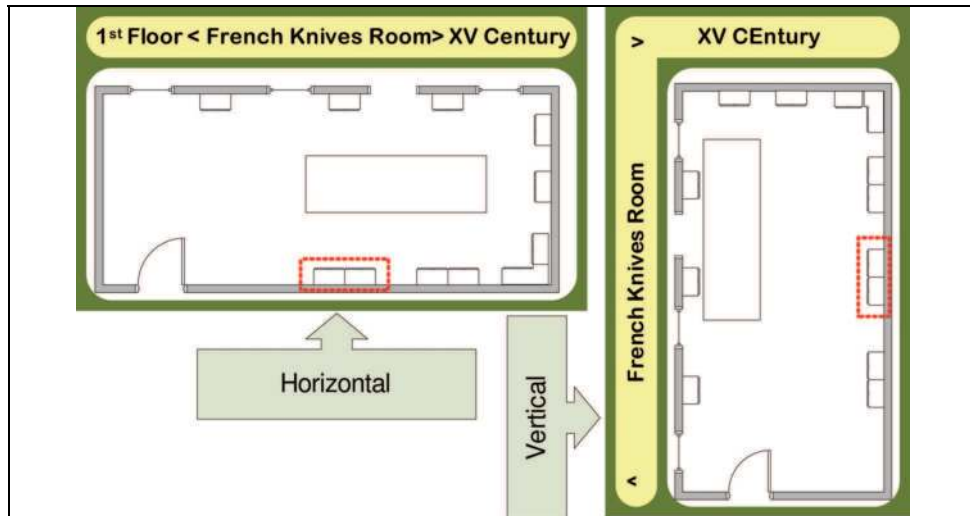 1st Floor < French Knives Room> XV Century
> XV CEntury
< French Knives Room
Horizontal
Vertical